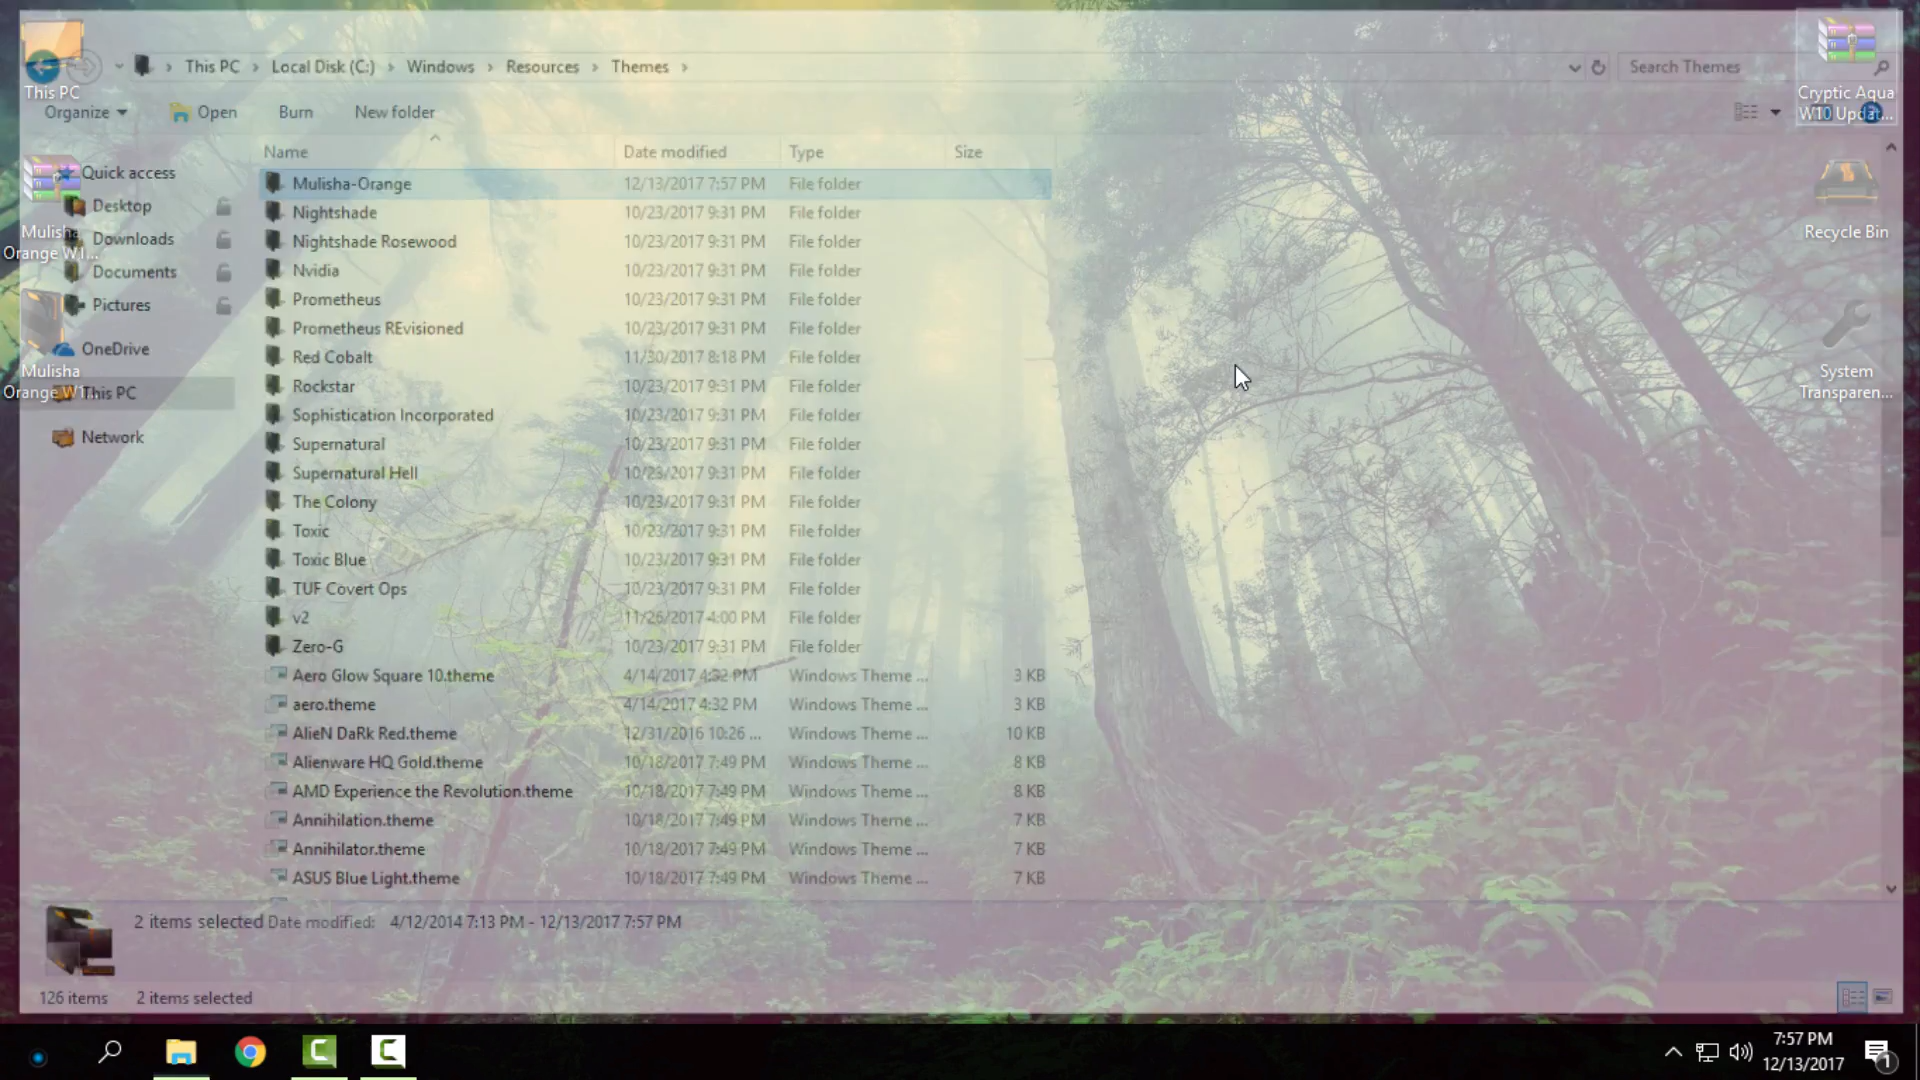 This PC > Local Disk (C:) > Windows > Resources > Themes >
Search Themes
This PC
Cryptic Aqua
W10 Updat...
Organize
Open
Burn
New folder
Name
Date modified
Type
Size
Quick access
Desktop
Downloads
Documents
Pictures
OneDrive
This PC
Network
Mulisha
Orange W1...
Mulisha
Orange W1
Mulisha-Orange 12/13/2017 7:57 PM File folder
Nightshade 10/23/2017 9:31 PM File folder
Nightshade Rosewood 10/23/2017 9:31 PM File folder
Nvidia 10/23/2017 9:31 PM File folder
Prometheus 10/23/2017 9:31 PM File folder
Prometheus REvisioned 10/23/2017 9:31 PM File folder
Red Cobalt 11/30/2017 8:18 PM File folder
Rockstar 10/23/2017 9:31 PM File folder
Sophistication Incorporated 10/23/2017 9:31 PM File folder
Supernatural 10/23/2017 9:31 PM File folder
Supernatural Hell 10/23/2017 9:31 PM File folder
The Colony 10/23/2017 9:31 PM File folder
Toxic 10/23/2017 9:31 PM File folder
Toxic Blue 10/23/2017 9:31 PM File folder
TUF Covert Ops 10/23/2017 9:31 PM File folder
v2 11/26/2017 4:00 PM File folder
Zero-G 10/23/2017 9:31 PM File folder
Aero Glow Square 10.theme 4/14/2017 4:32 PM Windows Theme ... 3 KB
aero.theme 4/14/2017 4:32 PM Windows Theme ... 3 KB
AlieN DaRk Red.theme 12/31/2016 10:26 ... Windows Theme ... 10 KB
Alienware HQ Gold.theme 10/18/2017 7:49 PM Windows Theme ... 8 KB
AMD Experience the Revolution.theme 10/18/2017 7:49 PM Windows Theme ... 8 KB
Annihilation.theme 10/18/2017 7:49 PM Windows Theme ... 7 KB
Annihilator.theme 10/18/2017 7:49 PM Windows Theme ... 7 KB
ASUS Blue Light.theme 10/18/2017 7:49 PM Windows Theme ... 7 KB
Recycle Bin
System
Transparen...
2 items selected Date modified: 4/12/2014 7:13 PM - 12/13/2017 7:57 PM
126 items 2 items selected
7:57 PM
12/13/2017
1